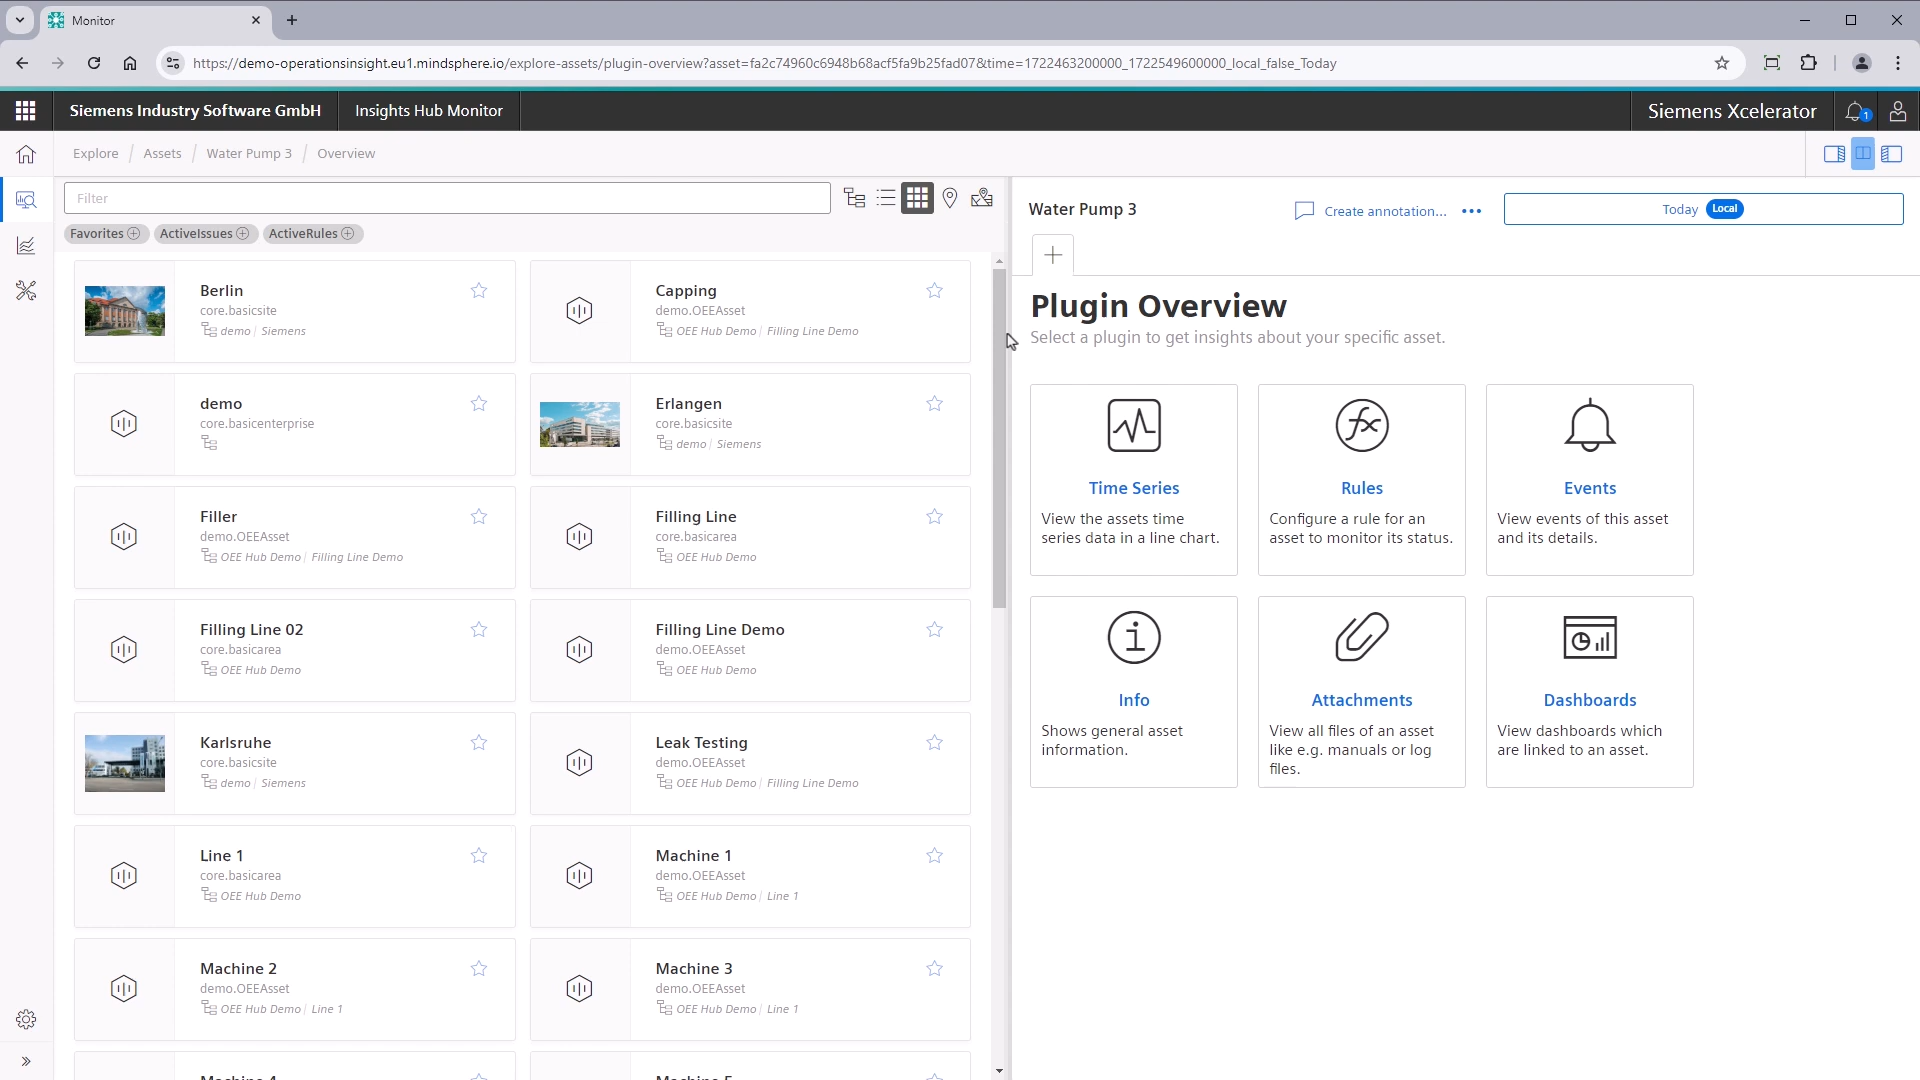 Monitor
https://demo-operationsinsight.eu1.mindsphere.io/explore-assets/plugin-overview?asset=fa2c74960c6948b68acf5fa9b25fad07&time=1722463200000_1722549600000_local_false_Today
Siemens Industry Software GmbH
Insights Hub Monitor
Siemens Xcelerator
1
Explore / Assets / Water Pump 3 / Overview
Filter
Favorites
ActiveIssues
ActiveRules
Berlin
core.basicsite
demo / Siemens
Capping
demo.OEEAsset
OEE Hub Demo / Filling Line Demo
demo
core.basicenterprise
Erlangen
core.basicsite
demo / Siemens
Filler
demo.OEEAsset
OEE Hub Demo / Filling Line Demo
Filling Line
core.basicarea
OEE Hub Demo
Filling Line 02
core.basicarea
OEE Hub Demo
Filling Line Demo
demo.OEEAsset
OEE Hub Demo
Karlsruhe
core.basicsite
demo / Siemens
Leak Testing
demo.OEEAsset
OEE Hub Demo / Filling Line Demo
Line 1
core.basicarea
OEE Hub Demo
Machine 1
demo.OEEAsset
OEE Hub Demo / Line 1
Machine 2
demo.OEEAsset
OEE Hub Demo / Line 1
Machine 3
demo.OEEAsset
OEE Hub Demo / Line 1
Water Pump 3
Create annotation...
Today Local
Plugin Overview
Select a plugin to get insights about your specific asset.
Time Series
View the assets time
series data in a line chart.
Rules
Configure a rule for an
asset to monitor its status.
Events
View events of this asset
and its details.
Info
Shows general asset
information.
Attachments
View all files of an asset
like e.g. manuals or log
files.
Dashboards
View dashboards which
are linked to an asset.